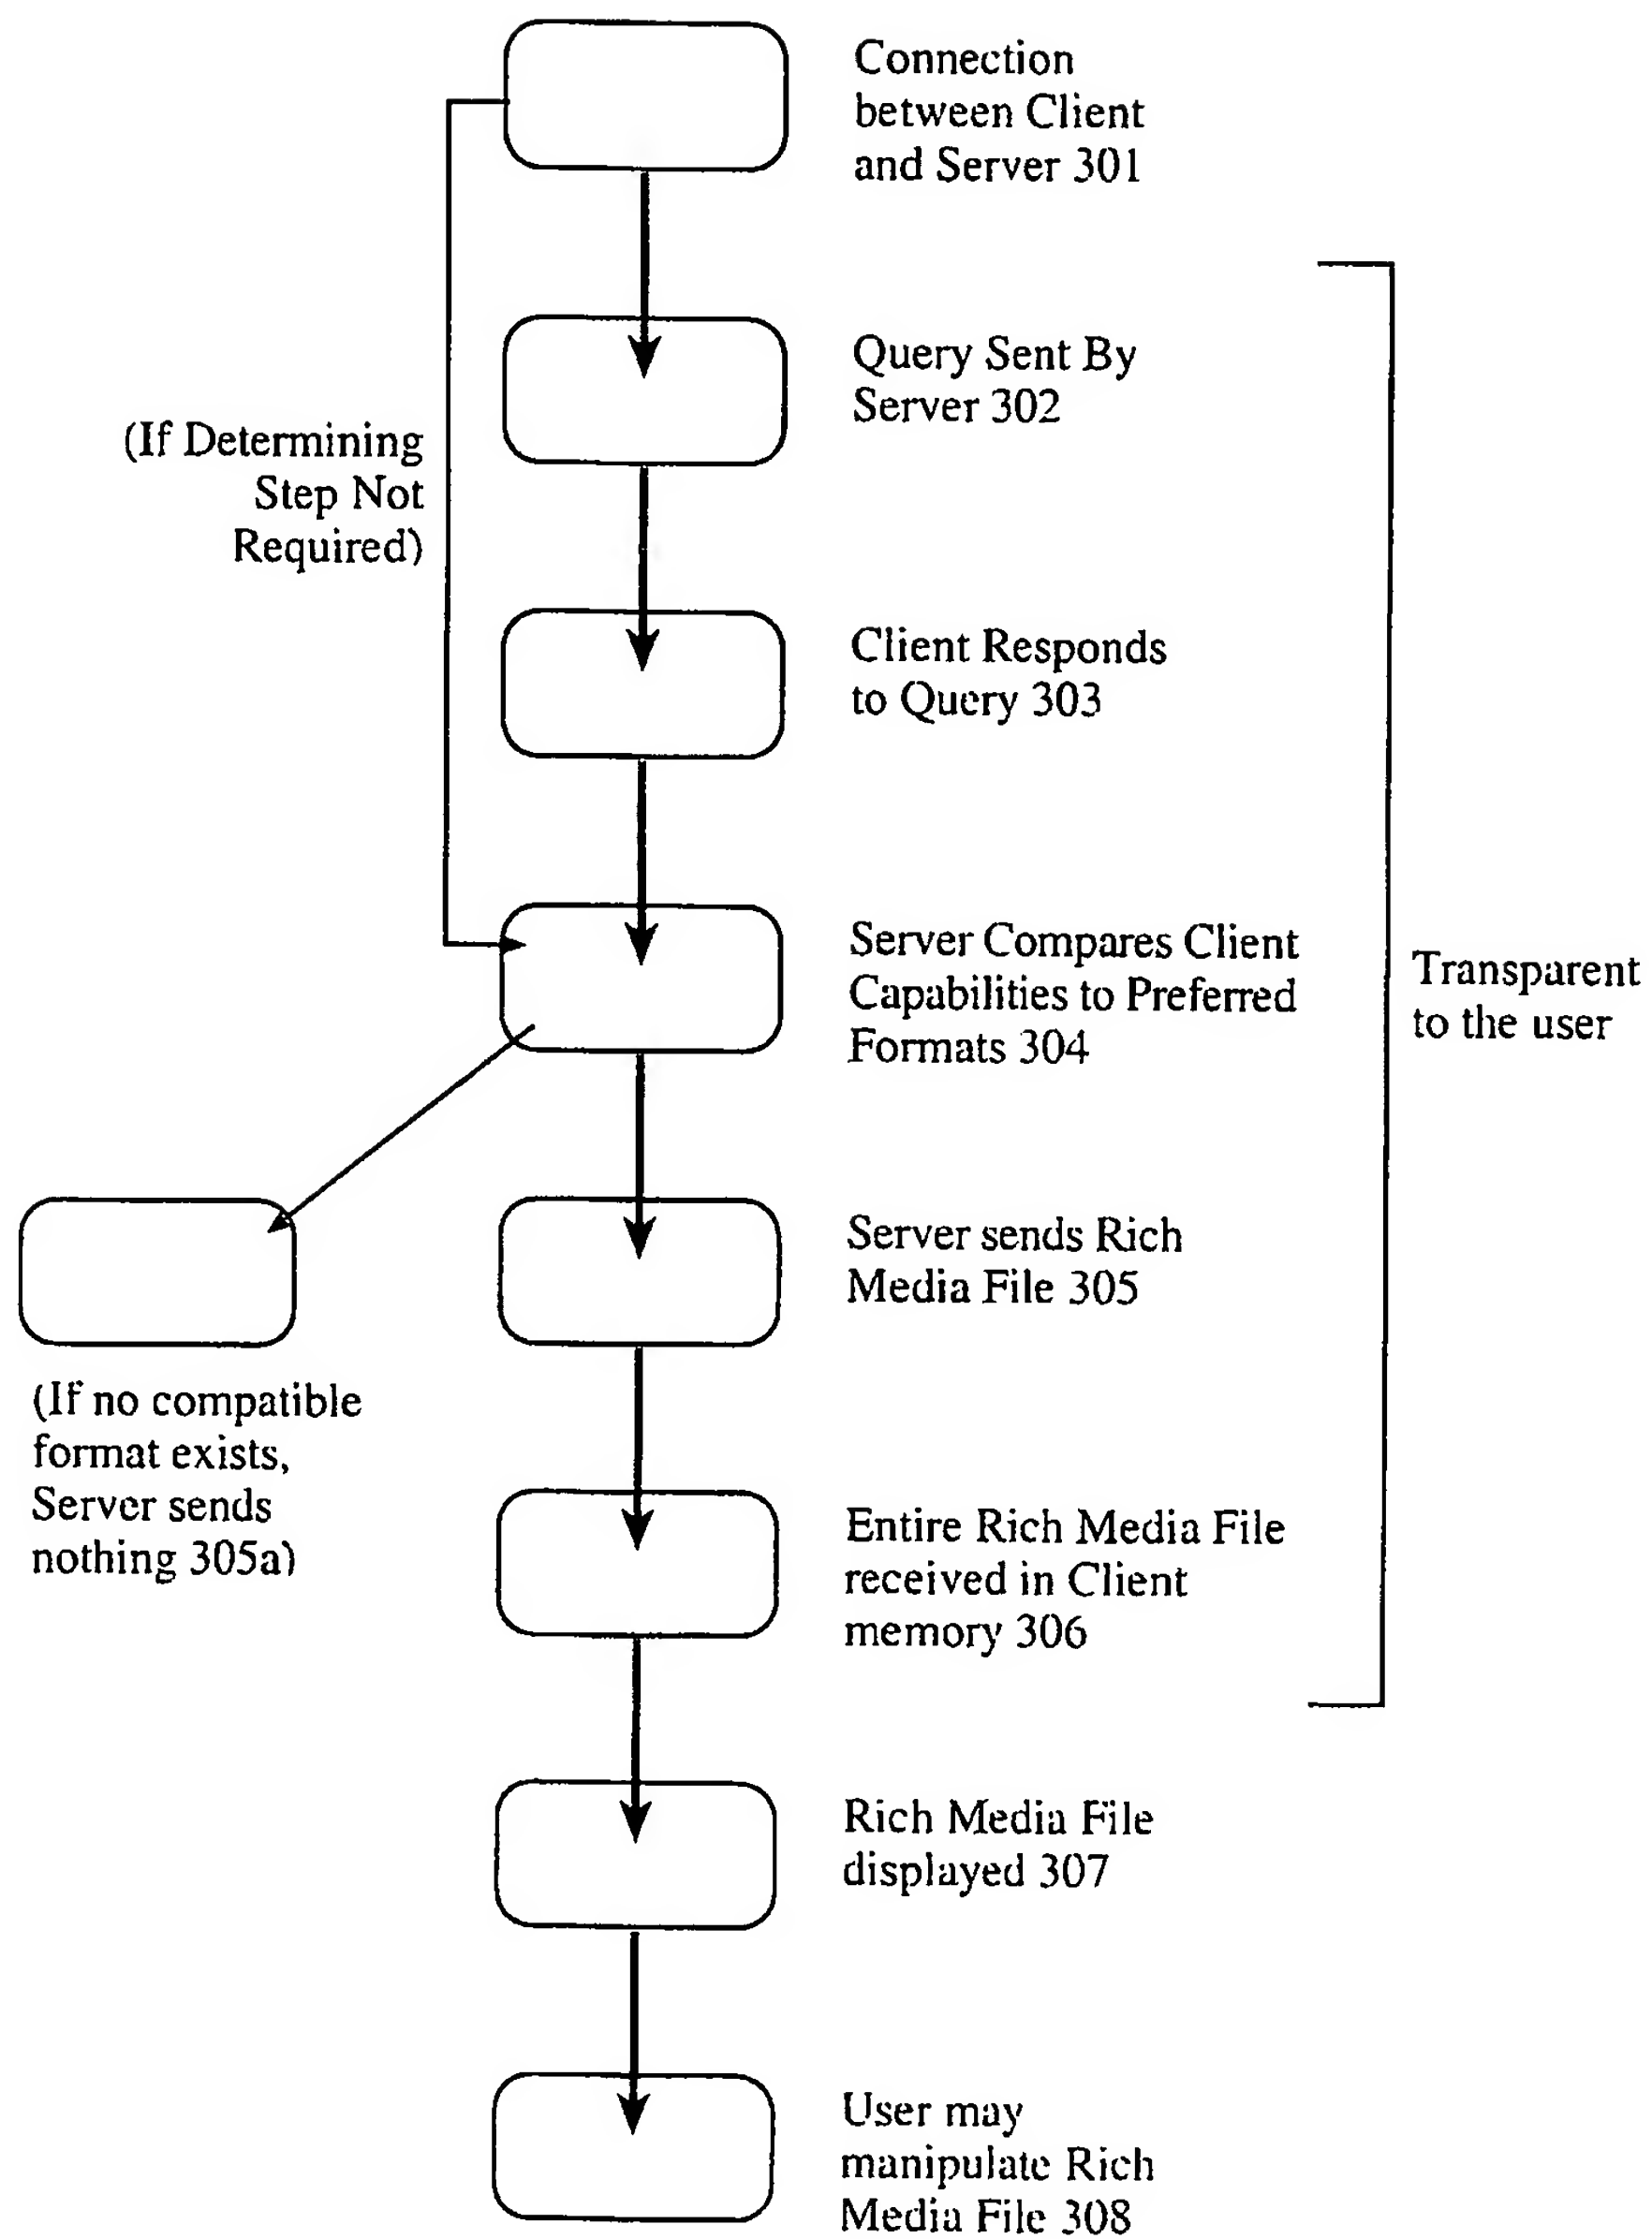 Connection
between Client
and Server 301
Query Sent By
Server 302
(If Determining
Step Not
Required)
Client Responds
to Query 303
Server Compares Client
Capabilities to Preferred
Formats 304
Transparent
to the user
Server sends Rich
Media File 305
(If no compatible
format exists,
Server sends
nothing 305a)
Entire Rich Media File
received in Client
memory 306
Rich Media File
displayed 307
User may
manipulate Rich
Media File 308